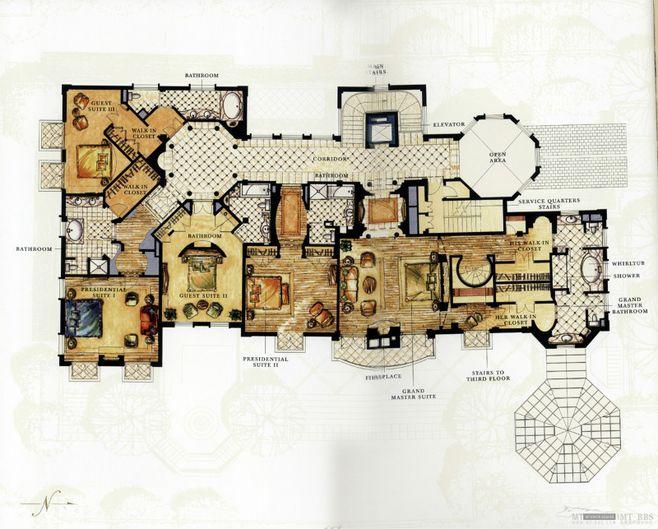 BATHROOM
STAIRS
GUEST
SUITE III
WALK-IN
CLOSET
ELEVATOR
CORRIDOR
OPEN
AREA
BATHROOM
WALK-IN
CLOSET
SERVICE QUARTERS
STAIRS
BATHROOM
BATHROOM
HIS WALK-IN
CLOSET
WHIRLTUB
SHOWER
PRESIDENTIAL
SUITE I
GUEST SUITE II
GRAND
MASTER
BATHROOM
HER WALK-IN
CLOSET
PRESIDENTIAL
SUITE II
FIREPLACE
STAIRS TO
THIRD FLOOR
GRAND
MASTER SUITE
N
MT-BBS